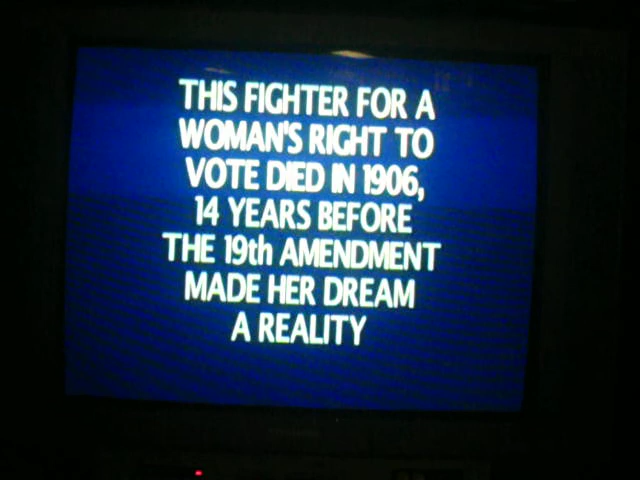 THIS FIGHTER FOR A
WOMAN'S RIGHT TO
VOTE DIED IN 1906,
14 YEARS BEFORE
THE 19th AMENDMENT
MADE HER DREAM
A REALITY